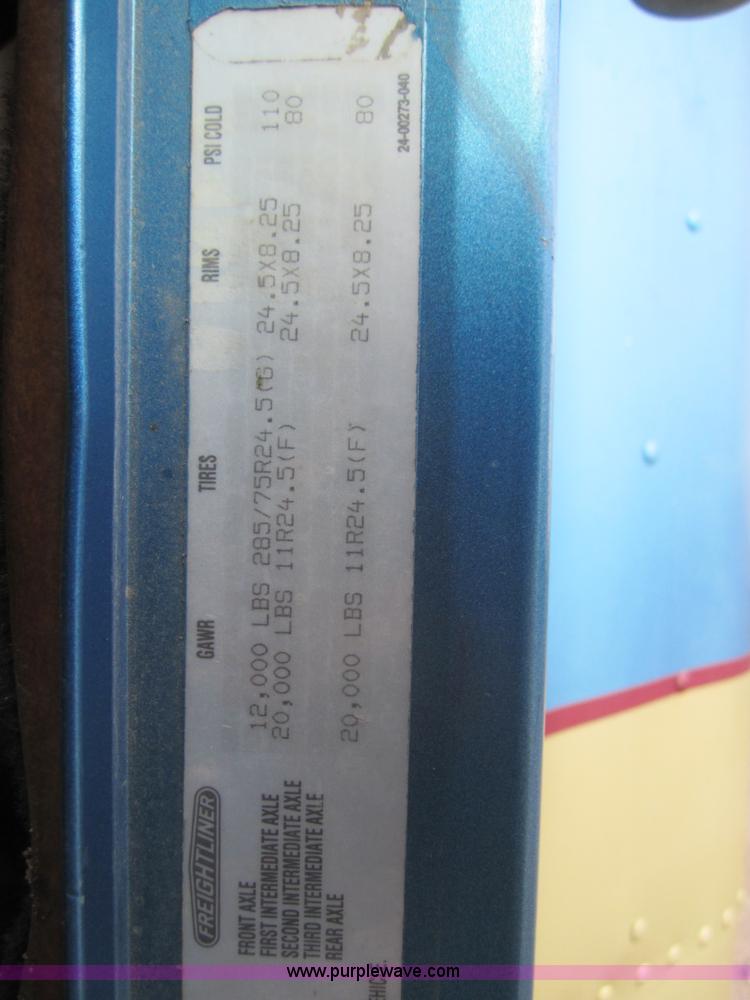 FREIGHTLINER
GAWR TIRES RIMS PSI COLD
FRONT AXLE 12,000 LBS 285/75R24.5(G) 24.5X8.25 110
FIRST INTERMEDIATE AXLE 20,000 LBS 11R24.5(F) 24.5X8.25 80
SECOND INTERMEDIATE AXLE
THIRD INTERMEDIATE AXLE
REAR AXLE 20,000 LBS 11R24.5(F) 24.5X8.25 80
24-00273-040
www.purplewave.com